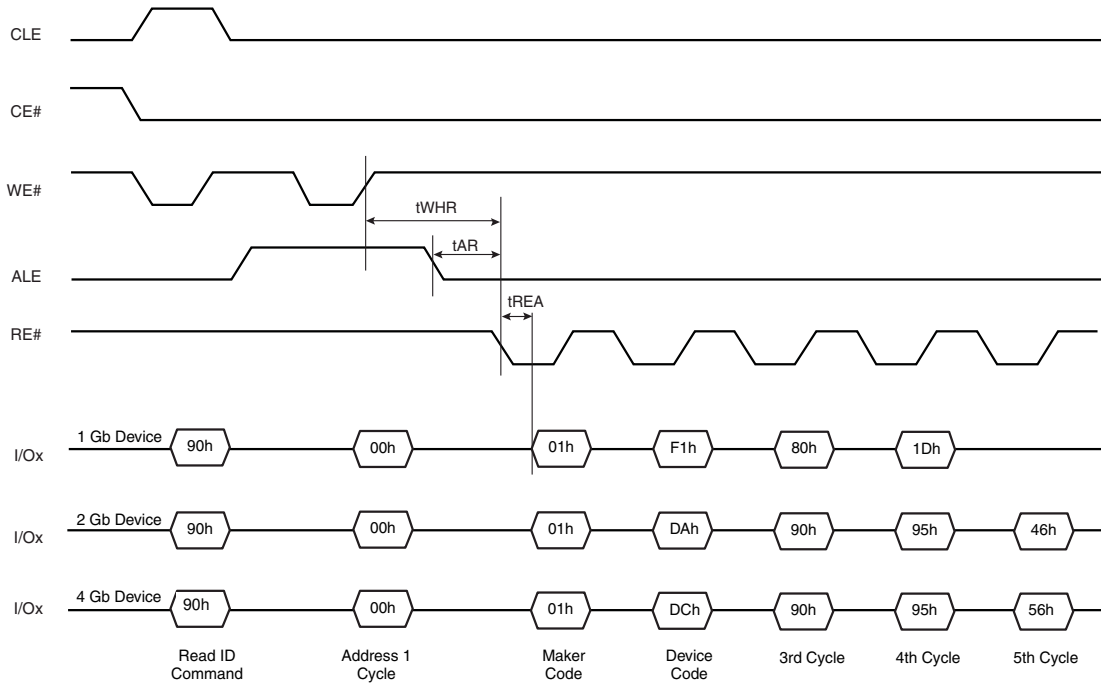 CLE
CE#
WE#
tWHR
tAR
ALE
tREA
RE#
1 Gb Device
I/Ox 90h 00h 01h F1h 80h 1Dh
2 Gb Device
I/Ox 90h 00h 01h DAh 90h 95h 46h
4 Gb Device
I/Ox 90h 00h 01h DCh 90h 95h 56h
Read ID Command
Address 1 Cycle
Maker Code
Device Code
3rd Cycle
4th Cycle
5th Cycle